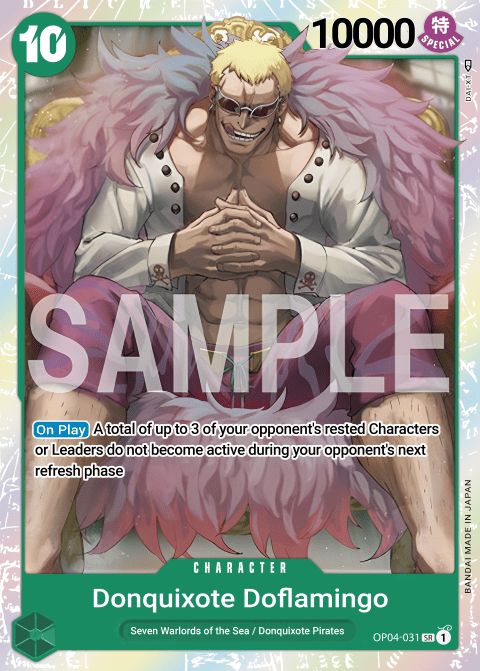 10
10000
特
SPECIAL
DAI-XT
SAMPLE
On Play A total of up to 3 of your opponent's rested Characters
or Leaders do not become active during your opponent's next
refresh phase
BANDAI MADE IN JAPAN
CHARACTER
Donquixote Doflamingo
Seven Warlords of the Sea / Donquixote Pirates
OP04-031 SR 1